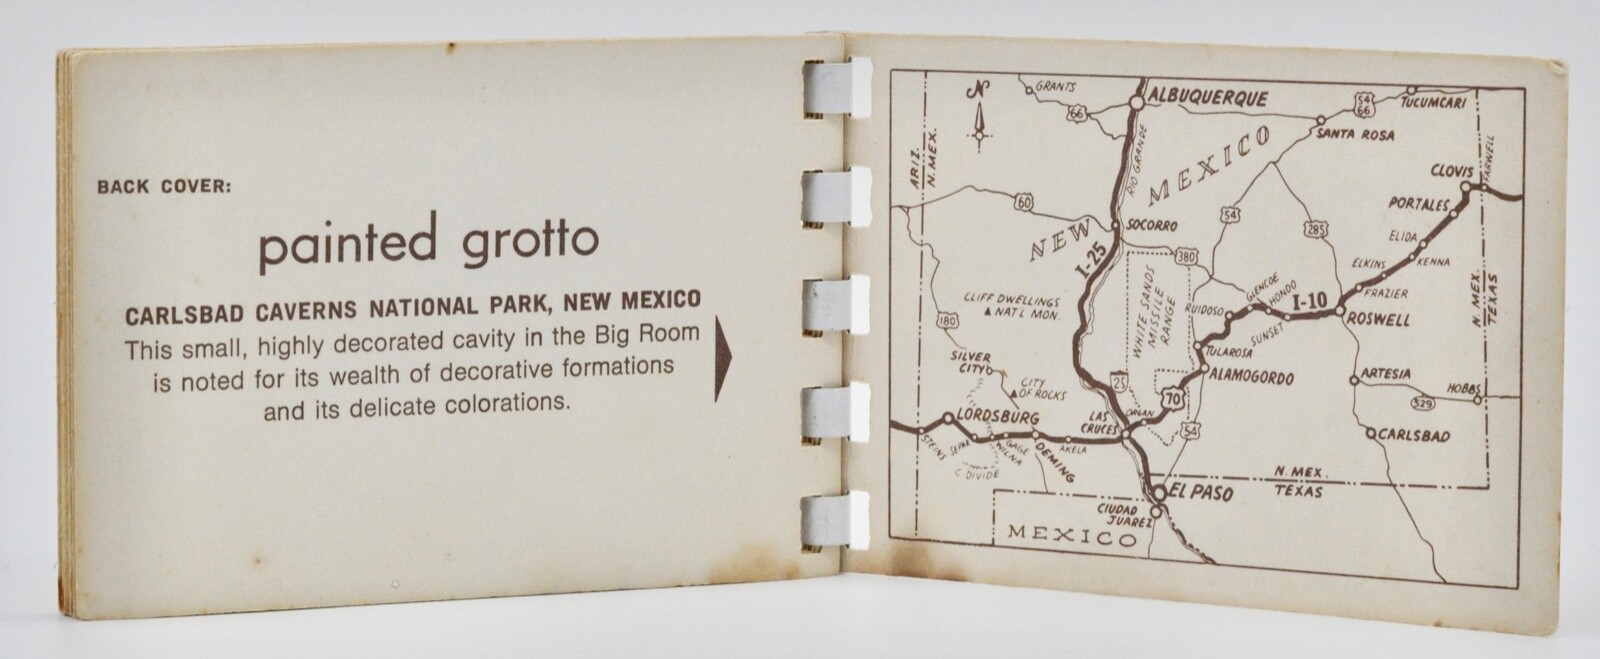 BACK COVER:
painted grotto
CARLSBAD CAVERNS NATIONAL PARK, NEW MEXICO
This small, highly decorated cavity in the Big Room
is noted for its wealth of decorative formations
and its delicate colorations.
N
GRANTS
66
ALBUQUERQUE
54
66
TUCUMCARI
SANTA ROSA
ARIZ.
N. MEX.
RIO GRANDE
NEW MEXICO
CLOVIS
FARWELL
PORTALES
60
SOCORRO
54
285
ELIDA
KENNA
ELKINS
I-25
380
FRAZIER
N. MEX.
TEXAS
CLIFF DWELLINGS
NAT'L MON.
WHITE SANDS
MISSILE
RANGE
RUIDOSO
GLENCOE
HONDO
SUNSET
I-10
ROSWELL
180
SILVER
CITY
TULAROSA
ALAMOGORDO
ARTESIA
HOBBS
529
CITY
OF ROCKS
25
70
LORDSBURG
LAS
CRUCES
ORGAN
54
CARLSBAD
STEINS
SEPAR
GAGE
WILNA
DEMING
AKELA
C DIVIDE
N. MEX.
TEXAS
EL PASO
CIUDAD
JUAREZ
MEXICO